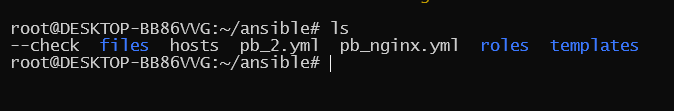 root@DESKTOP-BB86VVG:~/ansible# ls
--check  files  hosts  pb_2.yml  pb_nginx.yml  roles  templates
root@DESKTOP-BB86VVG:~/ansible#